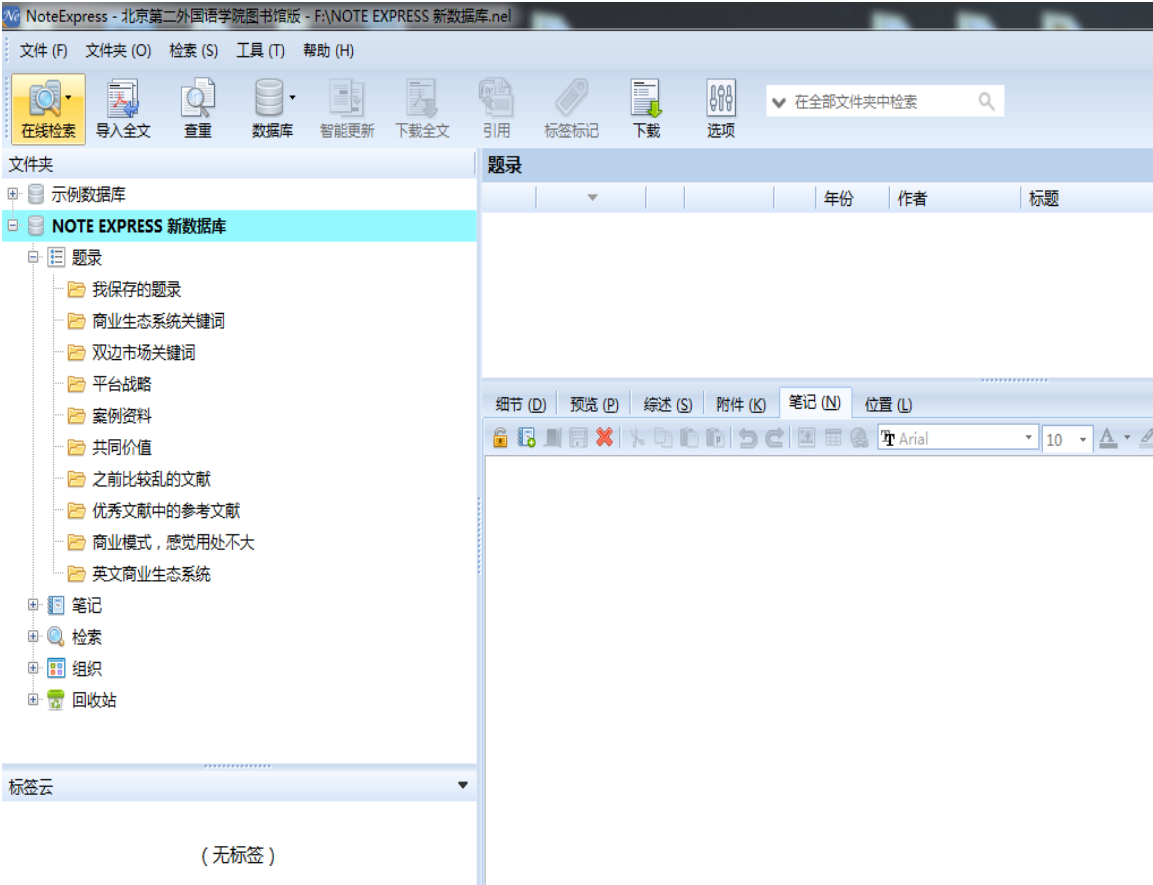 NoteExpress - 北京第二外国语学院图书馆版 - F:\NOTE EXPRESS 新数据库.nel
文件 (F) 文件夹 (O) 检索 (S) 工具 (T) 帮助 (H)
在线检索 导入全文 查重 数据库 智能更新 下载全文 引用 标签标记 下载 选项 在全部文件夹中检索
文件夹
示例数据库
NOTE EXPRESS 新数据库
题录
我保存的题录
商业生态系统关键词
双边市场关键词
平台战略
案例资料
共同价值
之前比较乱的文献
优秀文献中的参考文献
商业模式，感觉用处不大
英文商业生态系统
笔记
检索
组织
回收站
标签云
(无标签)
题录
年份 作者 标题
细节 (D) 预览 (P) 综述 (S) 附件 (K) 笔记 (N) 位置 (L)
Arial 10 A